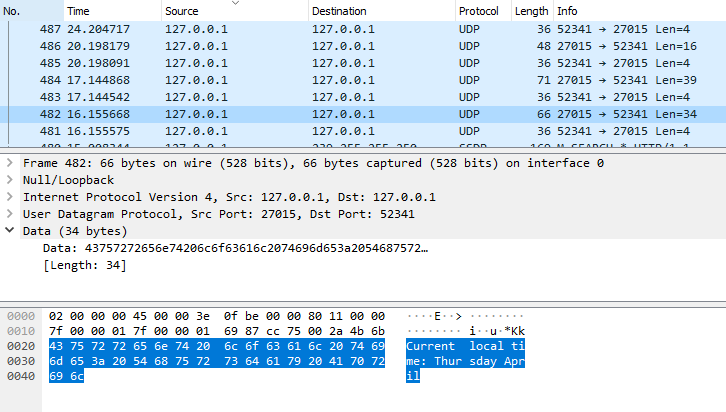 No. Time Source Destination Protocol Length Info
487 24.204717 127.0.0.1 127.0.0.1 UDP 36 52341 → 27015 Len=4
486 20.198179 127.0.0.1 127.0.0.1 UDP 48 27015 → 52341 Len=16
485 20.198091 127.0.0.1 127.0.0.1 UDP 36 52341 → 27015 Len=4
484 17.144868 127.0.0.1 127.0.0.1 UDP 71 27015 → 52341 Len=39
483 17.144542 127.0.0.1 127.0.0.1 UDP 36 52341 → 27015 Len=4
482 16.155668 127.0.0.1 127.0.0.1 UDP 66 27015 → 52341 Len=34
481 16.155575 127.0.0.1 127.0.0.1 UDP 36 52341 → 27015 Len=4
Frame 482: 66 bytes on wire (528 bits), 66 bytes captured (528 bits) on interface 0
Null/Loopback
Internet Protocol Version 4, Src: 127.0.0.1, Dst: 127.0.0.1
User Datagram Protocol, Src Port: 27015, Dst Port: 52341
Data (34 bytes)
Data: 43757272656e74206c6f63616c2074696d653a2054687572…
[Length: 34]
0000 02 00 00 00 45 00 00 3e 0f be 00 00 80 11 00 00 ····E··> ········
0010 7f 00 00 01 7f 00 00 01 69 87 cc 75 00 2a 4b 6b ········ i··u·*Kk
0020 43 75 72 72 65 6e 74 20 6c 6f 63 61 6c 20 74 69 Current local ti
0030 6d 65 3a 20 54 68 75 72 73 64 61 79 20 41 70 72 me: Thur sday Apr
0040 69 6c il